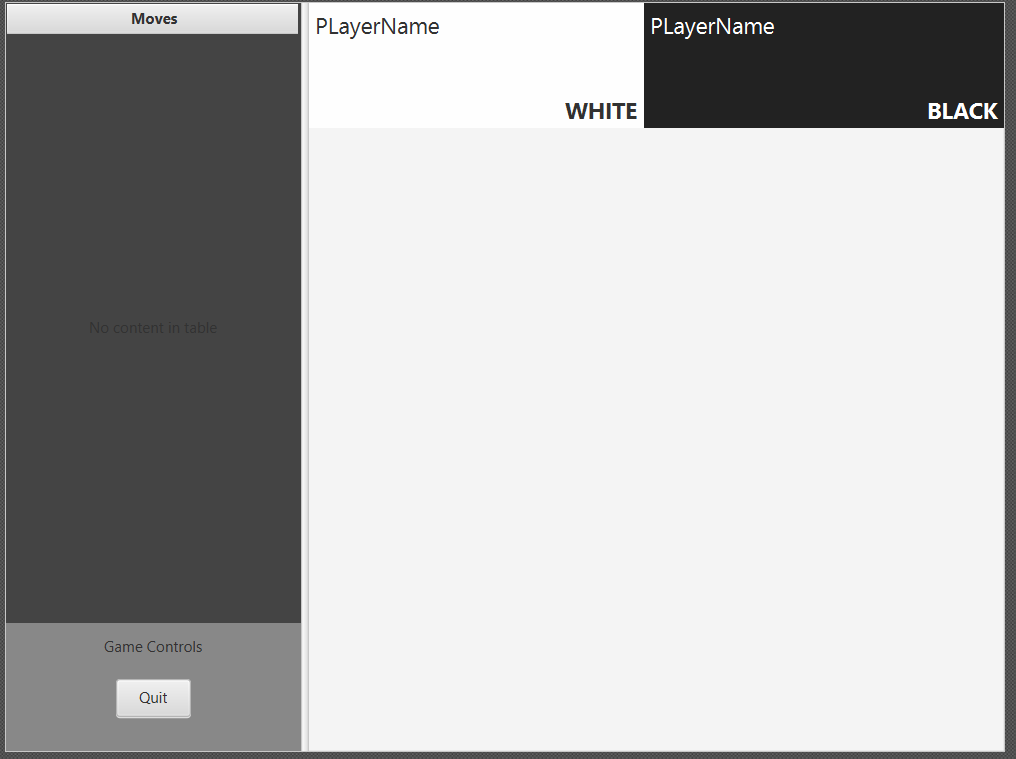 Moves
No content in table
Game Controls
Quit
PLayerName
WHITE
PLayerName
BLACK